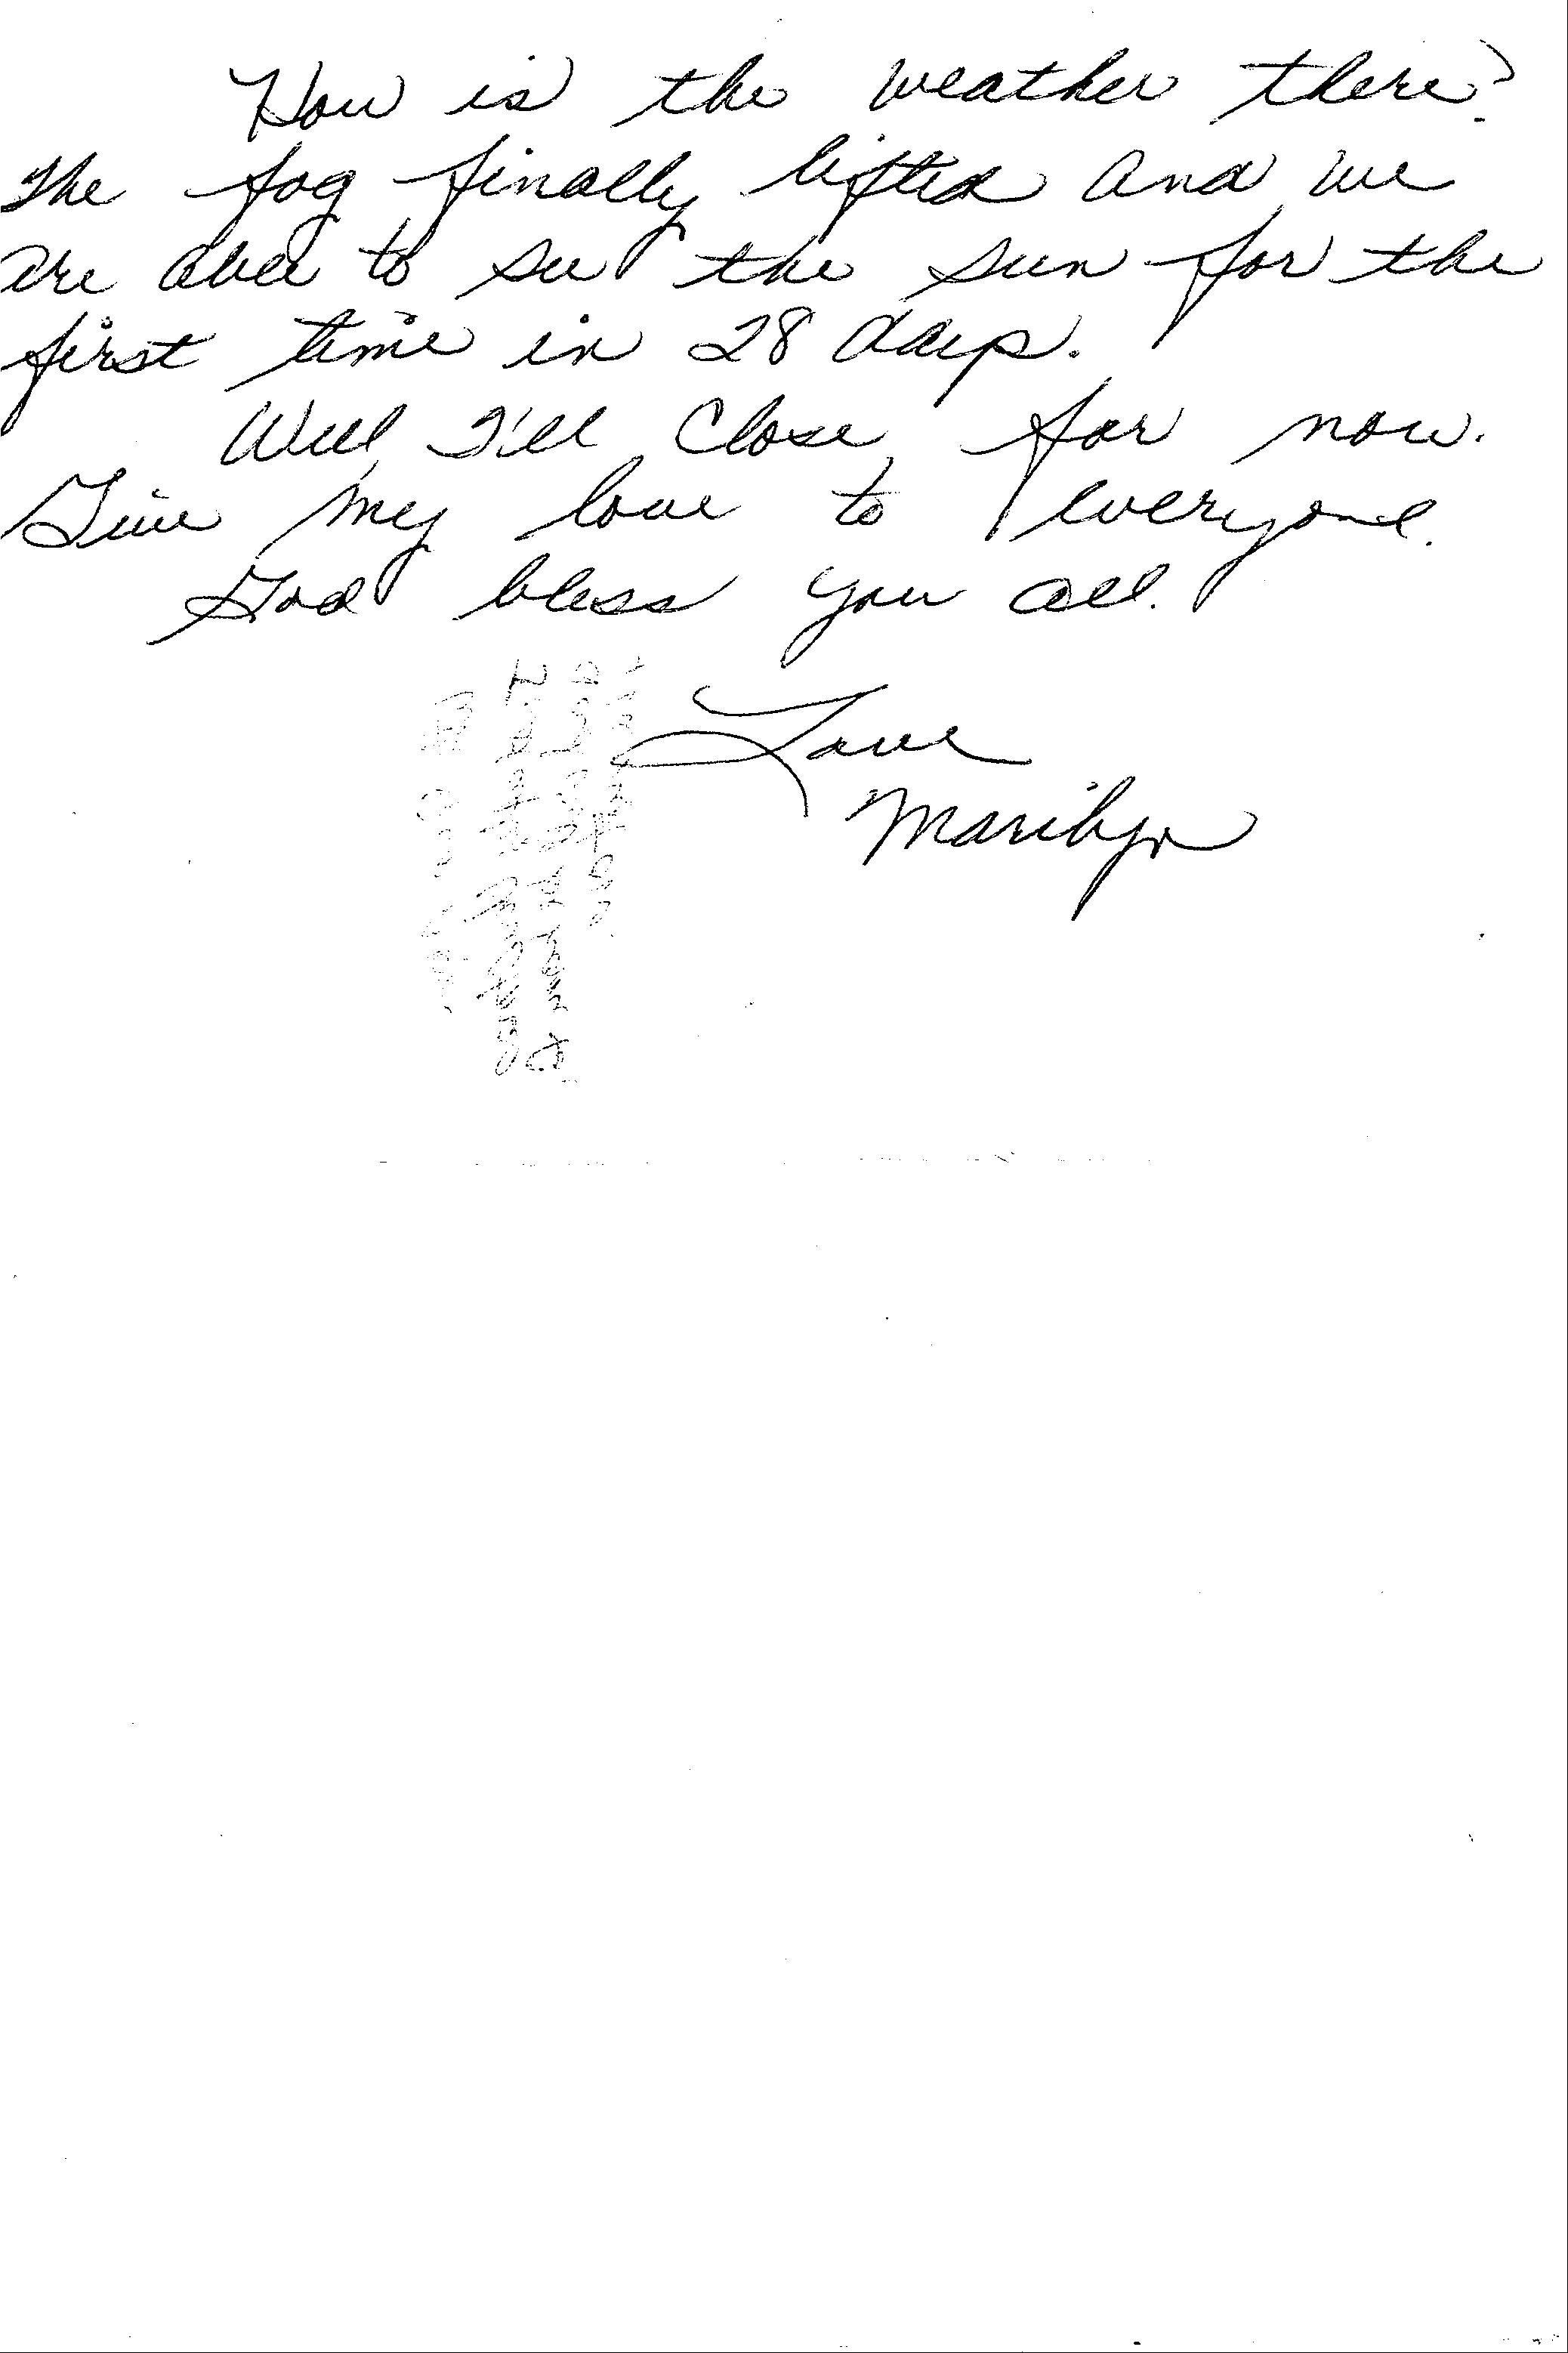 How is the weather there?
The fog finally lifted and we
are able to see the sun for the
first time in 28 days.
Well, I'll close for now.
Give my love to everyone.
God bless you all.
Love
Marilyn